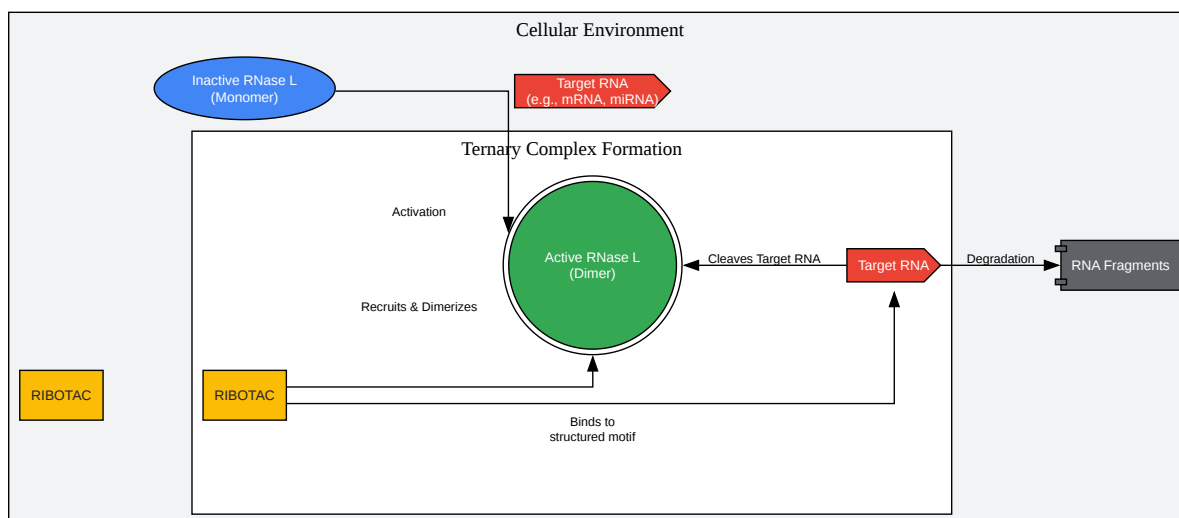 Cellular Environment
Inactive RNase L
(Monomer)
Target RNA
(e.g., mRNA, miRNA)
Ternary Complex Formation
Activation
Active RNase L
(Dimer)
Cleaves Target RNA
Target RNA
Degradation
RNA Fragments
Recruits & Dimerizes
RIBOTAC
RIBOTAC
Binds to
structured motif